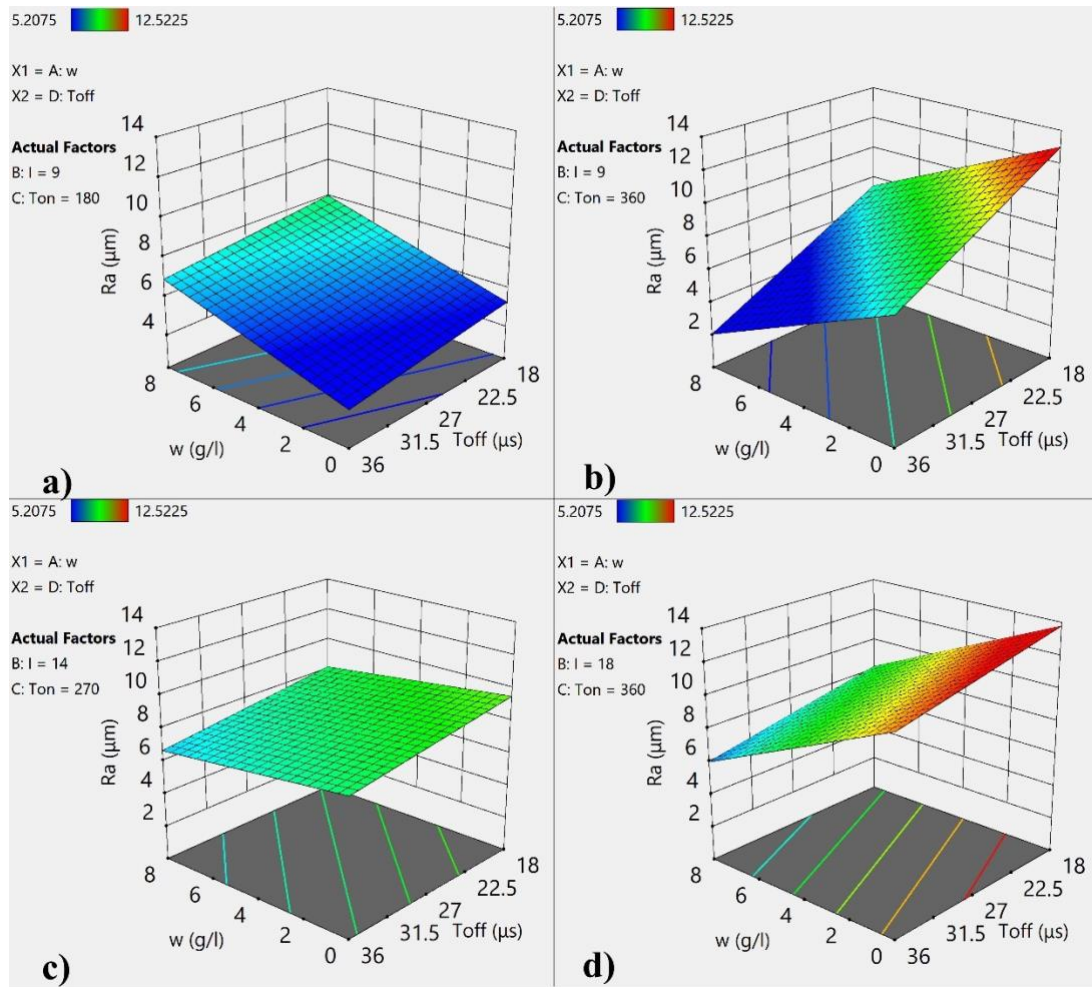 5.2075 12.5225
X1 = A: w
X2 = D: Toff
Actual Factors
B: I = 9
C: Ton = 180
Ra (µm)
14
12
10
8
6
4
8
6
4
2
0
w (g/l)
36
31.5
27
22.5
18
Toff (µs)
a)
5.2075 12.5225
X1 = A: w
X2 = D: Toff
Actual Factors
B: I = 9
C: Ton = 360
Ra (µm)
14
12
10
8
6
4
2
8
6
4
2
0
w (g/l)
36
31.5
27
22.5
18
Toff (µs)
b)
5.2075 12.5225
X1 = A: w
X2 = D: Toff
Actual Factors
B: I = 14
C: Ton = 270
Ra (µm)
14
12
10
8
6
4
2
8
6
4
2
0
w (g/l)
36
31.5
27
22.5
18
Toff (µs)
c)
5.2075 12.5225
X1 = A: w
X2 = D: Toff
Actual Factors
B: I = 18
C: Ton = 360
Ra (µm)
14
12
10
8
6
4
2
8
6
4
2
0
w (g/l)
36
31.5
27
22.5
18
Toff (µs)
d)